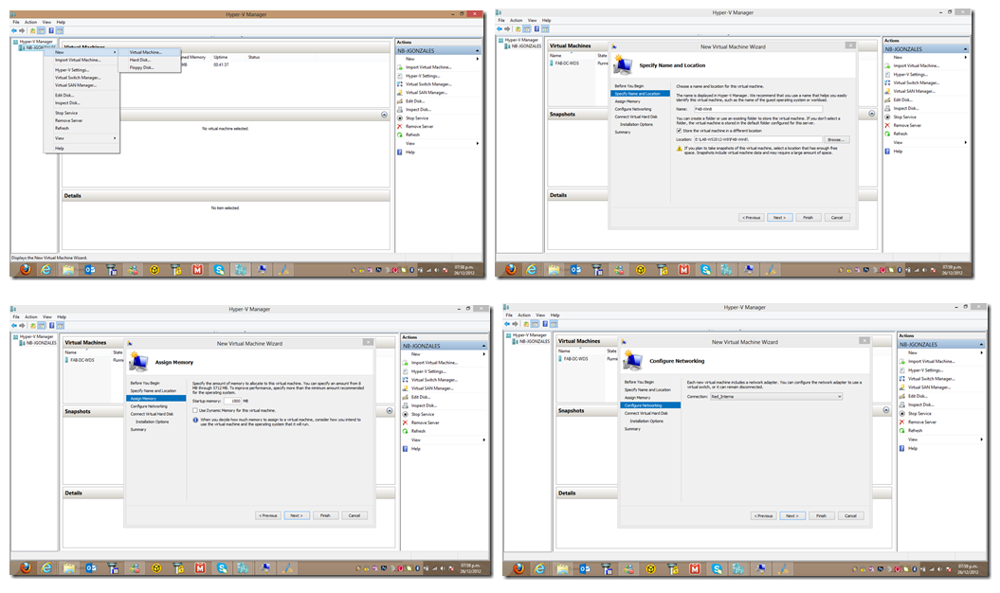 Hyper-V Manager
File Action View Help
Hyper-V Manager
NB-JGONZALES
Virtual Machines
New
Import Virtual Machine...
Hyper-V Settings...
Virtual Switch Manager...
Virtual SAN Manager...
Edit Disk...
Inspect Disk...
Stop Service
Remove Server
Refresh
View
Help
Virtual Machine...
Hard Disk...
Floppy Disk...
Memory Uptime Status
MB 00:41:37
No virtual machine selected.
Details
No item selected.
Displays the New Virtual Machine Wizard.
Actions
NB-JGONZALES
New
Import Virtual Machine...
Hyper-V Settings...
Virtual Switch Manager...
Virtual SAN Manager...
Edit Disk...
Inspect Disk...
Stop Service
Remove Server
Refresh
View
Help
07:58 p.m.
26/12/2012
Hyper-V Manager
File Action View Help
Hyper-V Manager
NB-JGONZALES
Virtual Machines
Name State
FAB-DC-WDS
Snapshots
Details
New Virtual Machine Wizard
Specify Name and Location
Before You Begin
Specify Name and Location
Assign Memory
Configure Networking
Connect Virtual Hard Disk
Installation Options
Summary
Choose a name and location for this virtual machine.
The name is displayed in Hyper-V Manager. We recommend that you use a name that helps you easily
identify this virtual machine, such as the name of the guest operating system or workload.
Name: FAB-Win8
You can create a folder or use an existing folder to store the virtual machine. If you don't select a
folder, the virtual machine is stored in the default folder configured for this server.
Store the virtual machine in a different location
Location:
Browse...
If you plan to take snapshots of this virtual machine, select a location that has enough free
space. Snapshots include virtual machine data and may require a large amount of space.
< Previous Next > Finish Cancel
Actions
NB-JGONZALES
New
Import Virtual Machine...
Hyper-V Settings...
Virtual Switch Manager...
Virtual SAN Manager...
Edit Disk...
Inspect Disk...
Stop Service
Remove Server
Refresh
View
Help
07:59 p.m.
26/12/2012
Hyper-V Manager
File Action View Help
Hyper-V Manager
NB-JGONZALES
Virtual Machines
Name State
FAB-DC-WDS
Snapshots
Details
New Virtual Machine Wizard
Assign Memory
Before You Begin
Specify Name and Location
Assign Memory
Configure Networking
Connect Virtual Hard Disk
Installation Options
Summary
Specify the amount of memory to allocate to this virtual machine. You can specify an amount from 8
MB through 5712 MB. To improve performance, specify more than the minimum amount recommended
for the operating system.
Startup memory: 1500 MB
Use Dynamic Memory for this virtual machine.
When you decide how much memory to assign to a virtual machine, consider how you intend to
use the virtual machine and the operating system that it will run.
< Previous Next > Finish Cancel
Actions
NB-JGONZALES
New
Import Virtual Machine...
Hyper-V Settings...
Virtual Switch Manager...
Virtual SAN Manager...
Edit Disk...
Inspect Disk...
Stop Service
Remove Server
Refresh
View
Help
07:59 p.m.
26/12/2012
Hyper-V Manager
File Action View Help
Hyper-V Manager
NB-JGONZALES
Virtual Machines
Name State
FAB-DC-WDS
Snapshots
Details
New Virtual Machine Wizard
Configure Networking
Before You Begin
Specify Name and Location
Assign Memory
Configure Networking
Connect Virtual Hard Disk
Installation Options
Summary
Each new virtual machine includes a network adapter. You can configure the network adapter to use a
virtual switch, or it can remain disconnected.
Connection: Red_Interna
< Previous Next > Finish Cancel
Actions
NB-JGONZALES
New
Import Virtual Machine...
Hyper-V Settings...
Virtual Switch Manager...
Virtual SAN Manager...
Edit Disk...
Inspect Disk...
Stop Service
Remove Server
Refresh
View
Help
07:59 p.m.
26/12/2012